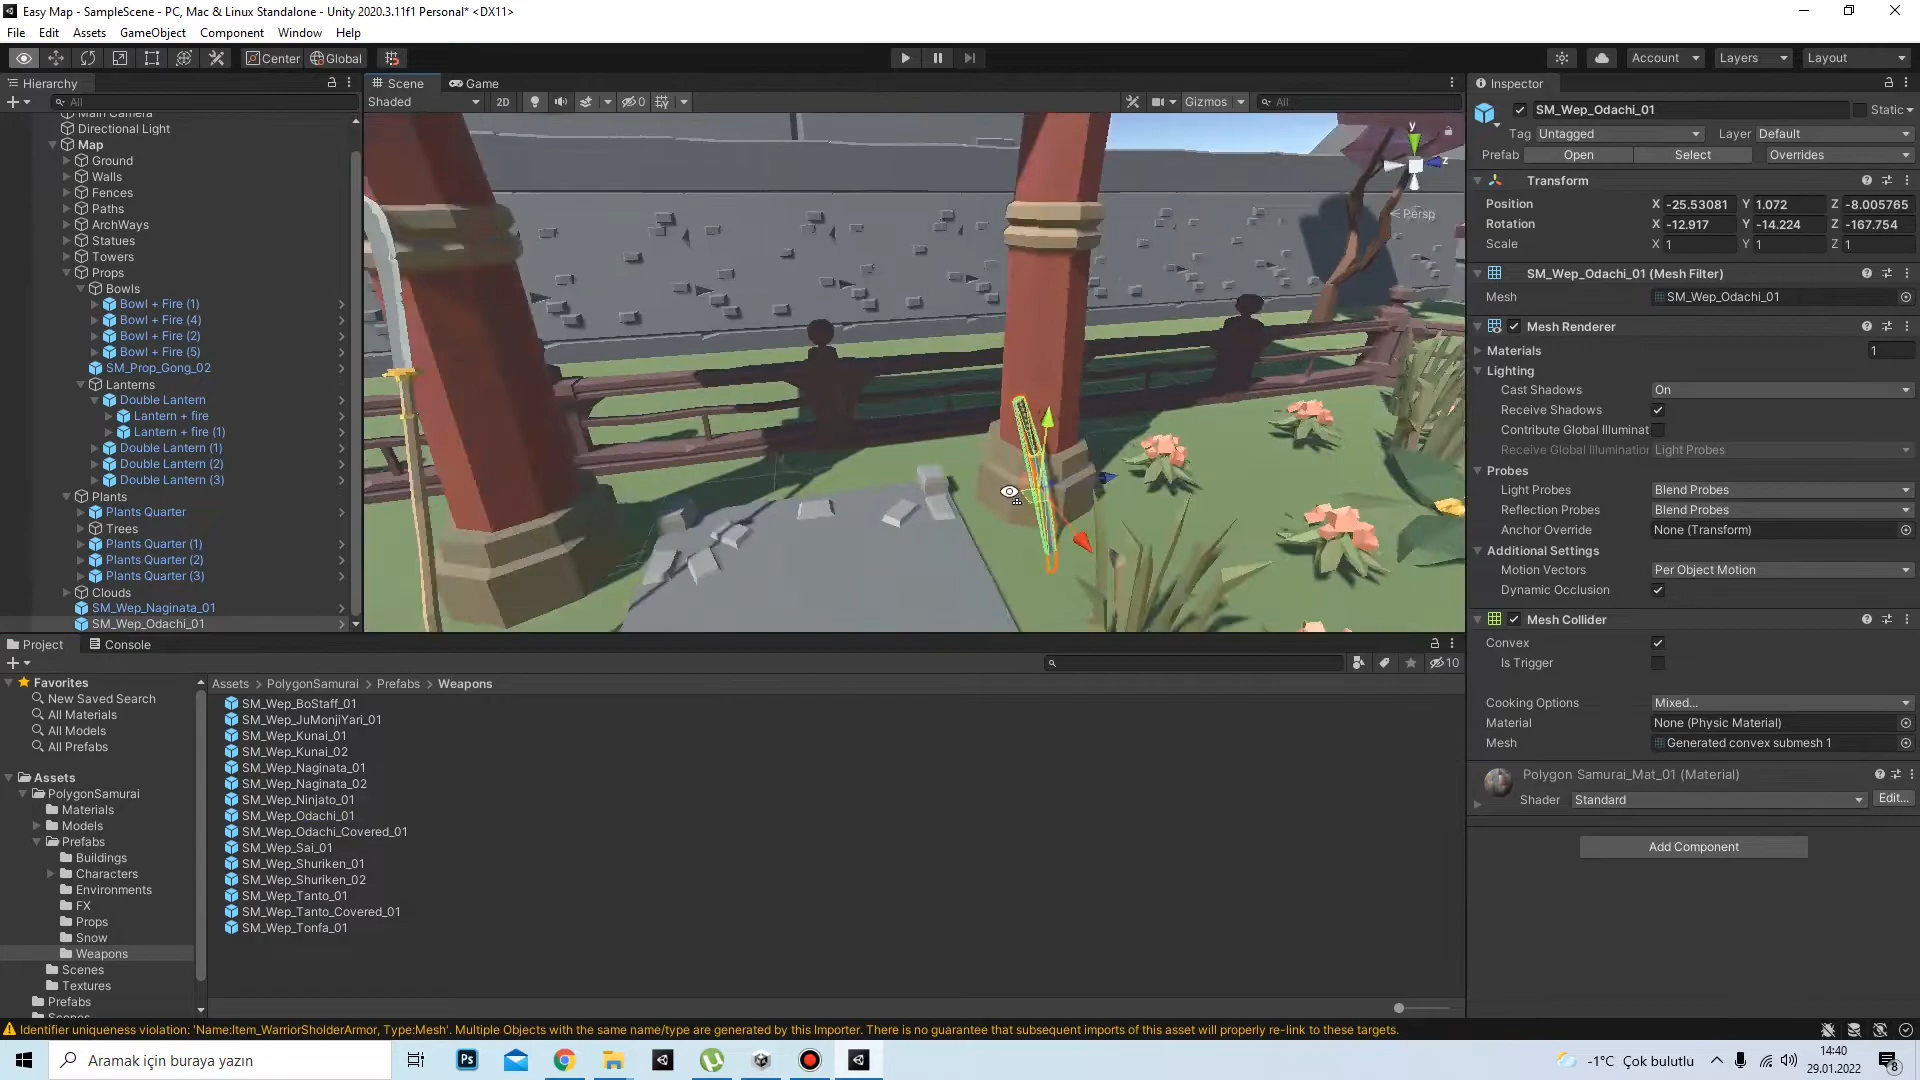 Easy Map - SampleScene - PC, Mac & Linux Standalone - Unity 2020.3.11f1 Personal* <DX11>
File Edit Assets GameObject Component Window Help
Center Global Account Layers Layout
Hierarchy
All
Main Camera
Directional Light
Map
Ground
Walls
Fences
Paths
ArchWays
Statues
Towers
Props
Bowls
Bowl + Fire (1)
Bowl + Fire (4)
Bowl + Fire (2)
Bowl + Fire (5)
SM_Prop_Gong_02
Lanterns
Double Lantern
Lantern + fire
Lantern + fire (1)
Double Lantern (1)
Double Lantern (2)
Double Lantern (3)
Plants
Plants Quarter
Trees
Plants Quarter (1)
Plants Quarter (2)
Plants Quarter (3)
Clouds
SM_Wep_Naginata_01
SM_Wep_Odachi_01
Scene Game
Shaded 2D 0 Gizmos All
y
z
Persp
Inspector
SM_Wep_Odachi_01 Static
Tag Untagged Layer Default
Prefab Open Select Overrides
Transform
Position X -25.53081 Y 1.072 Z -8.005765
Rotation X -12.917 Y -14.224 Z -167.754
Scale X 1 Y 1 Z 1
SM_Wep_Odachi_01 (Mesh Filter)
Mesh SM_Wep_Odachi_01
Mesh Renderer
Materials 1
Lighting
Cast Shadows On
Receive Shadows
Contribute Global Illuminat
Receive Global Illumination Light Probes
Probes
Light Probes Blend Probes
Reflection Probes Blend Probes
Anchor Override None (Transform)
Additional Settings
Motion Vectors Per Object Motion
Dynamic Occlusion
Mesh Collider
Convex
Is Trigger
Cooking Options Mixed...
Material None (Physic Material)
Mesh Generated convex submesh 1
Polygon Samurai_Mat_01 (Material)
Shader Standard Edit...
Add Component
Project Console
10
Favorites
New Saved Search
All Materials
All Models
All Prefabs
Assets
PolygonSamurai
Materials
Models
Prefabs
Buildings
Characters
Environments
FX
Props
Snow
Weapons
Scenes
Textures
Prefabs
Scenes
Assets > PolygonSamurai > Prefabs > Weapons
SM_Wep_BoStaff_01
SM_Wep_JuMonjiYari_01
SM_Wep_Kunai_01
SM_Wep_Kunai_02
SM_Wep_Naginata_01
SM_Wep_Naginata_02
SM_Wep_Ninjato_01
SM_Wep_Odachi_01
SM_Wep_Odachi_Covered_01
SM_Wep_Sai_01
SM_Wep_Shuriken_01
SM_Wep_Shuriken_02
SM_Wep_Tanto_01
SM_Wep_Tanto_Covered_01
SM_Wep_Tonfa_01
Identifier uniqueness violation: 'Name:Item_WarriorSholderArmor, Type:Mesh'. Multiple Objects with the same name/type are generated by this Importer. There is no guarantee that subsequent imports of this asset will properly re-link to these targets.
Aramak için buraya yazın
Ps
-1°C Çok bulutlu
14:40
29.01.2022
8